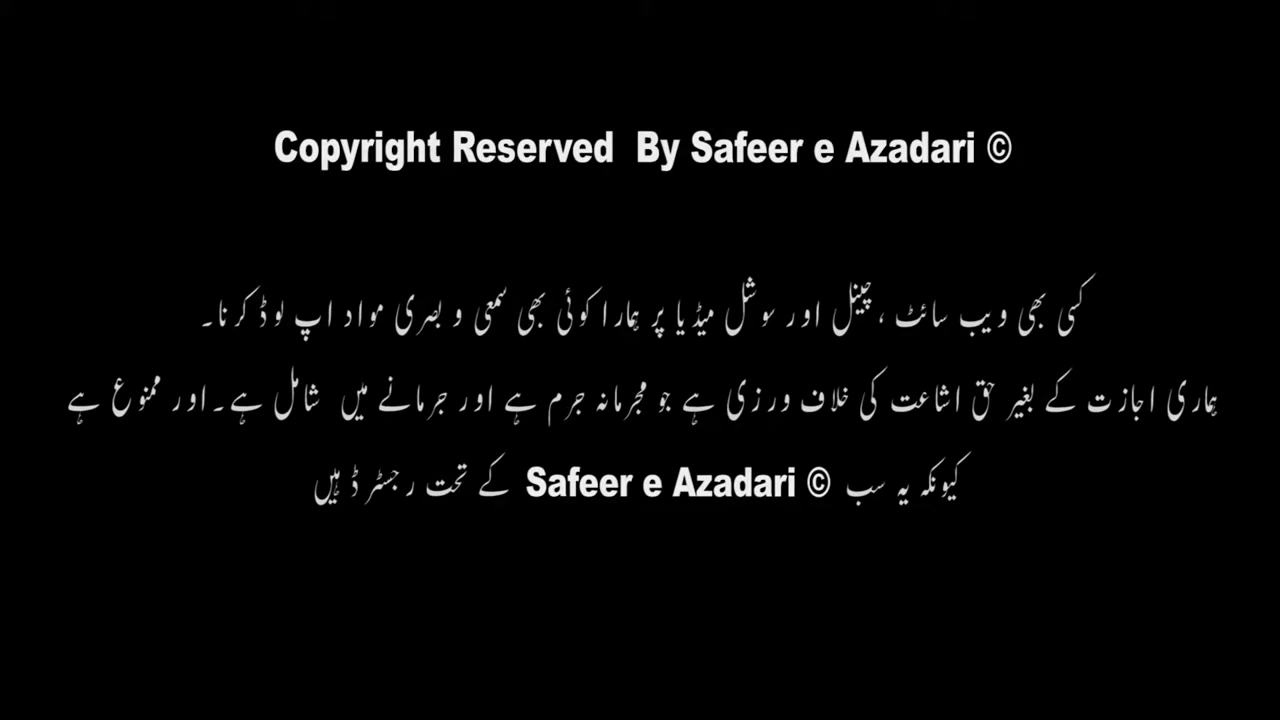 Copyright Reserved By Safeer e Azadari ©
کسی بھی ویب سائٹ ،چینل اور سوشل میڈیا پر ہمارا کوئی بھی سمعی و بصری مواد اپ لوڈ کرنا۔
ہماری اجازت کے بغیر حق اشاعت کی خلاف ورزی ہے جو مجرمانہ جرم ہے اور جرمانے میں شامل ہے۔اور ممنوع ہے
کیونکہ یہ سب Safeer e Azadari © کے تحت رجسٹرڈ ہیں